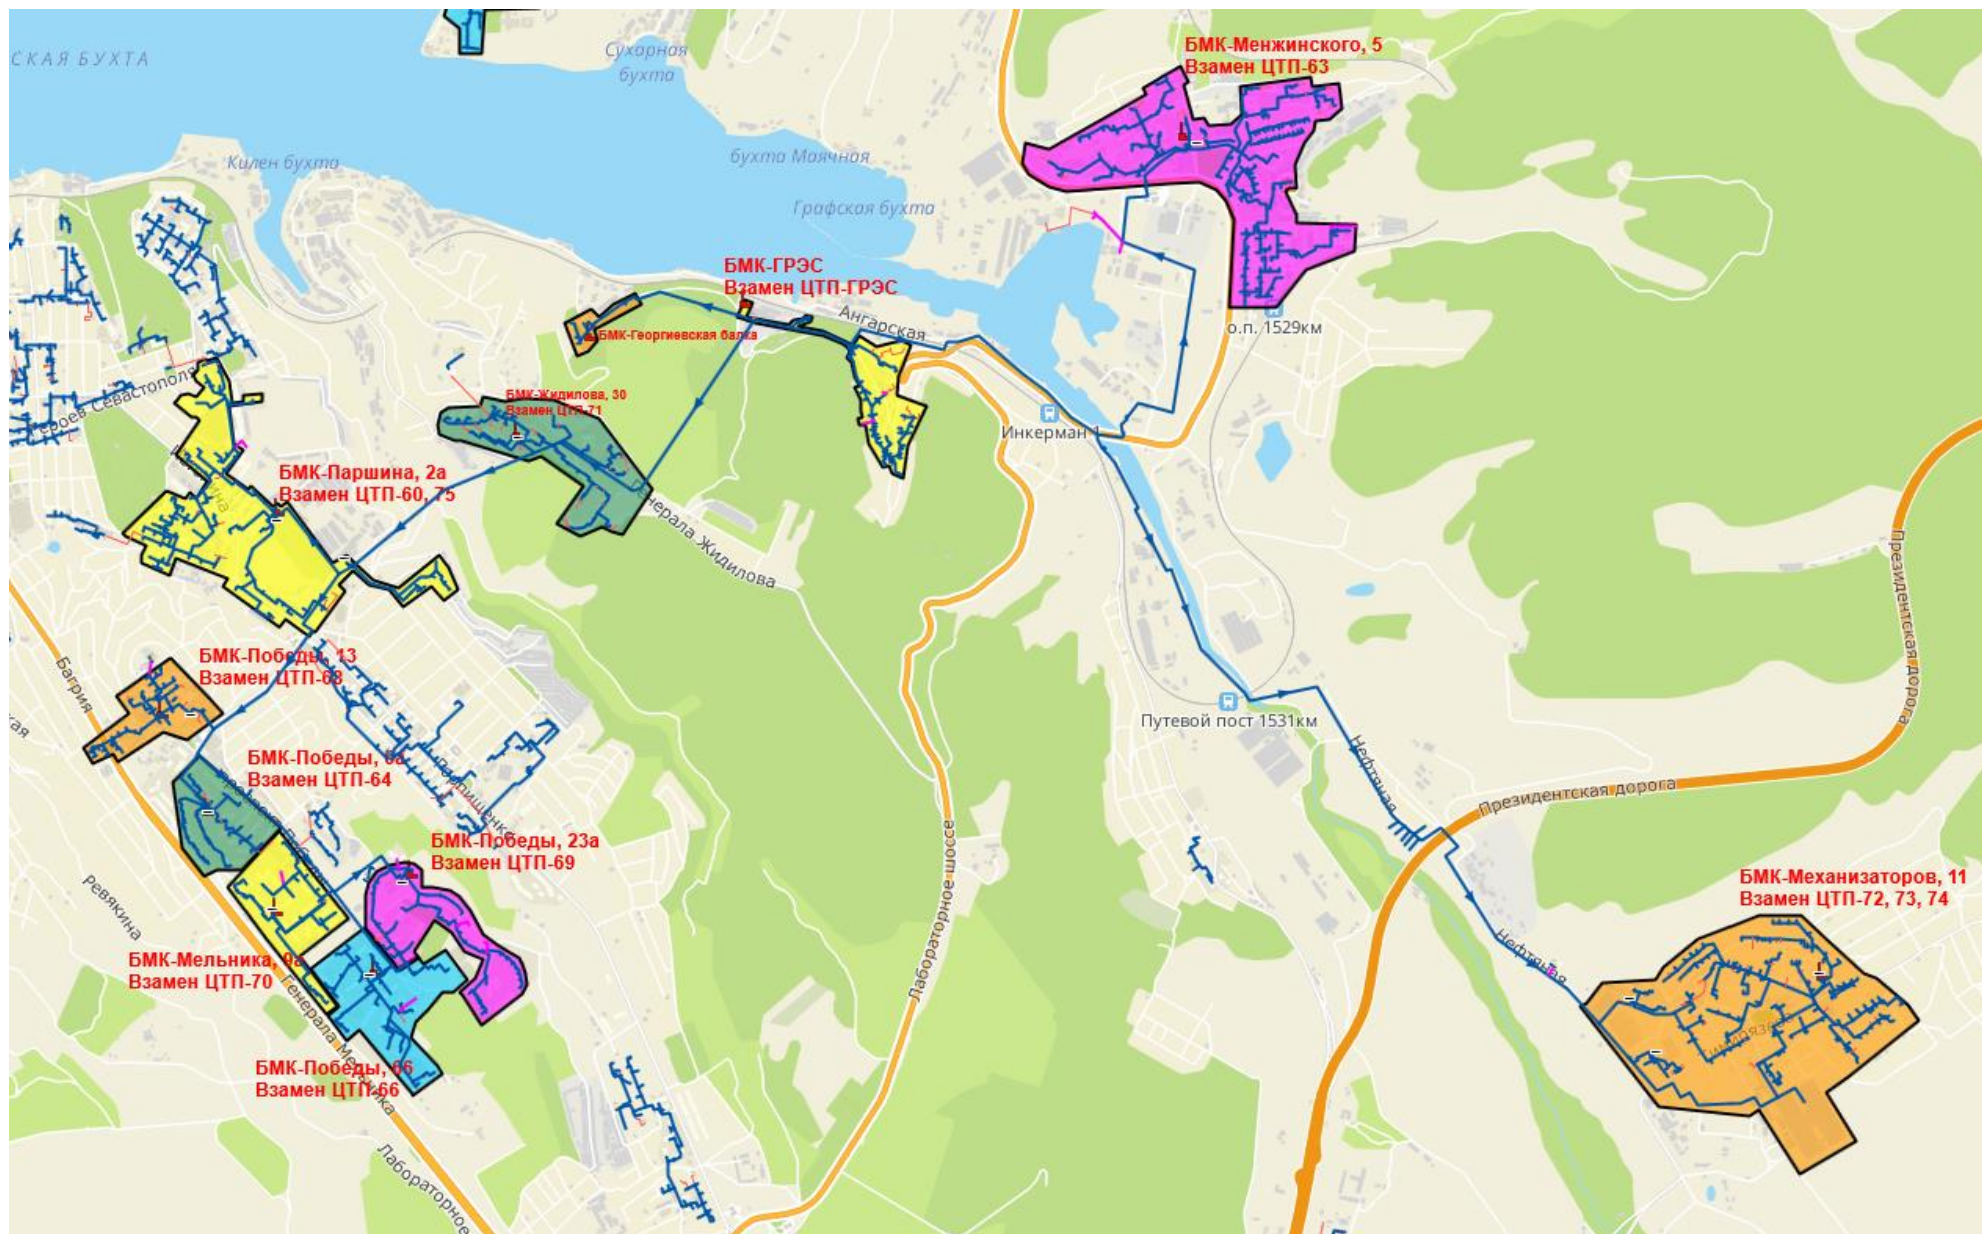 СКАЯ БУХТА
Сухарная
бухта
БМК-Менжинского, 5
Взамен ЦТП-63
Килен бухта
бухта Маячная
Графская бухта
БМК-ГРЭС
Взамен ЦТП-ГРЭС
Ангарская
о.п. 1529км
БМК-Георгиевская балка
Героев Севастополя
БМК-Жидилова, 30
Взамен ЦТП-71
Инкерман 1
БМК-Паршина, 2а
Взамен ЦТП-60, 75
Генерала Жидилова
Президентская дорога
БМК-Победы, 13
Взамен ЦТП-68
Багрия
ская
Путевой пост 1531км
БМК-Победы, 8а
Взамен ЦТП-64
Нефтяная
Президентская дорога
БМК-Победы, 23а
Взамен ЦТП-69
Лабораторное шоссе
Ревякина
БМК-Механизаторов, 11
Взамен ЦТП-72, 73, 74
Нефтяная
БМК-Мельника, 9а
Взамен ЦТП-70
Генерала Мельника
БМК-Победы, 66
Взамен ЦТП-66
Лабораторное